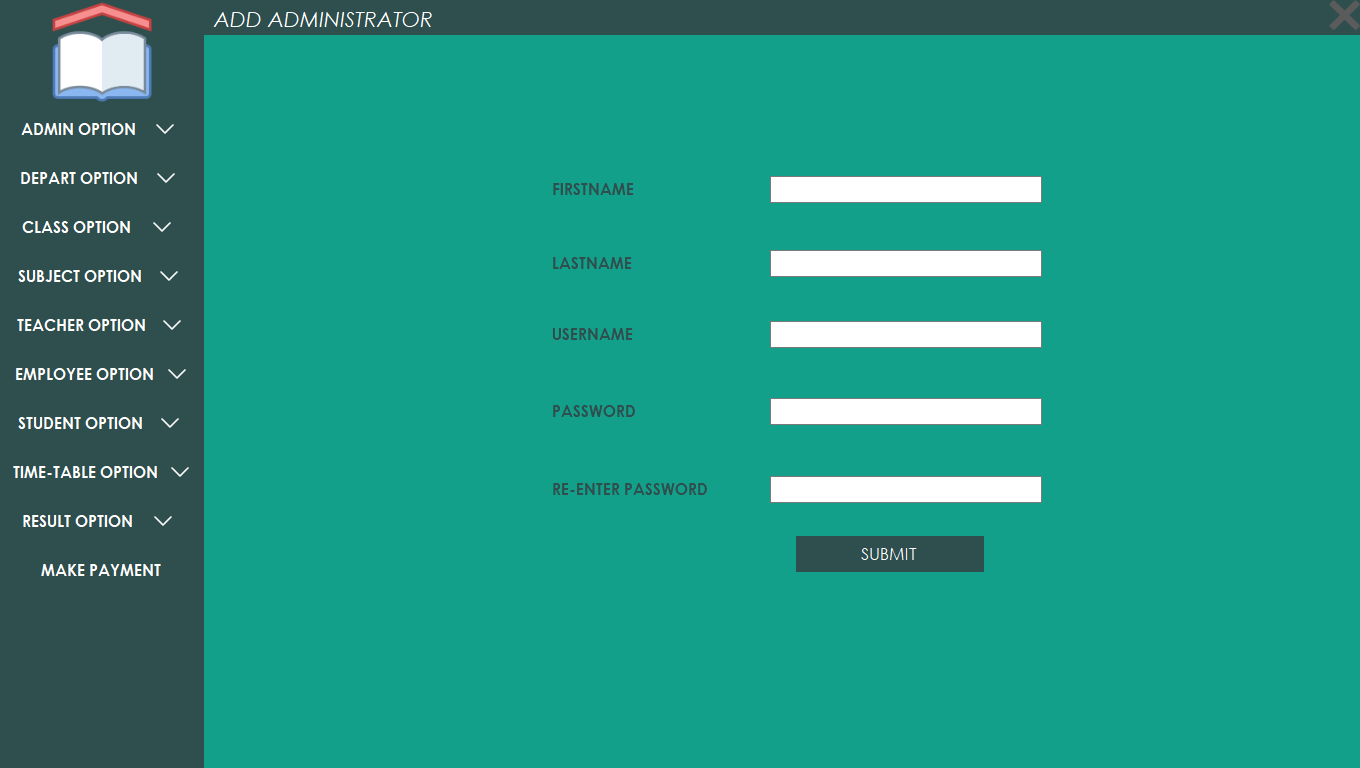 ADD ADMINISTRATOR
ADMIN OPTION
DEPART OPTION
CLASS OPTION
SUBJECT OPTION
TEACHER OPTION
EMPLOYEE OPTION
STUDENT OPTION
TIME-TABLE OPTION
RESULT OPTION
MAKE PAYMENT
FIRSTNAME
LASTNAME
USERNAME
PASSWORD
RE-ENTER PASSWORD
SUBMIT